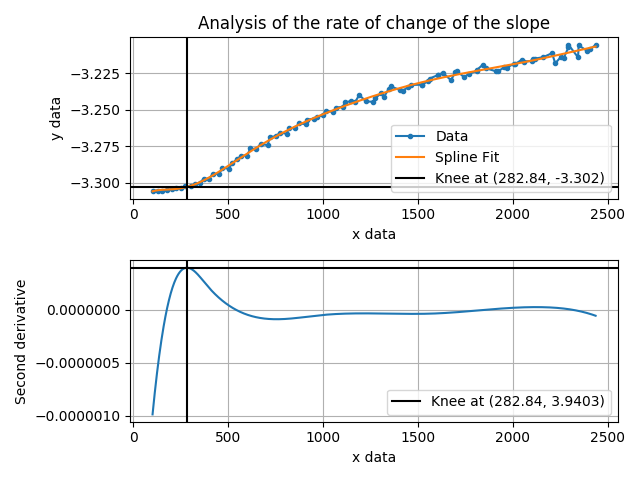 Analysis of the rate of change of the slope
y data
−3.225
−3.250
−3.275
−3.300
Data
Spline Fit
Knee at (282.84, -3.302)
0
500
1000
1500
2000
2500
x data
Second derivative
0.0000000
−0.0000005
−0.0000010
Knee at (282.84, 3.9403)
0
500
1000
1500
2000
2500
x data